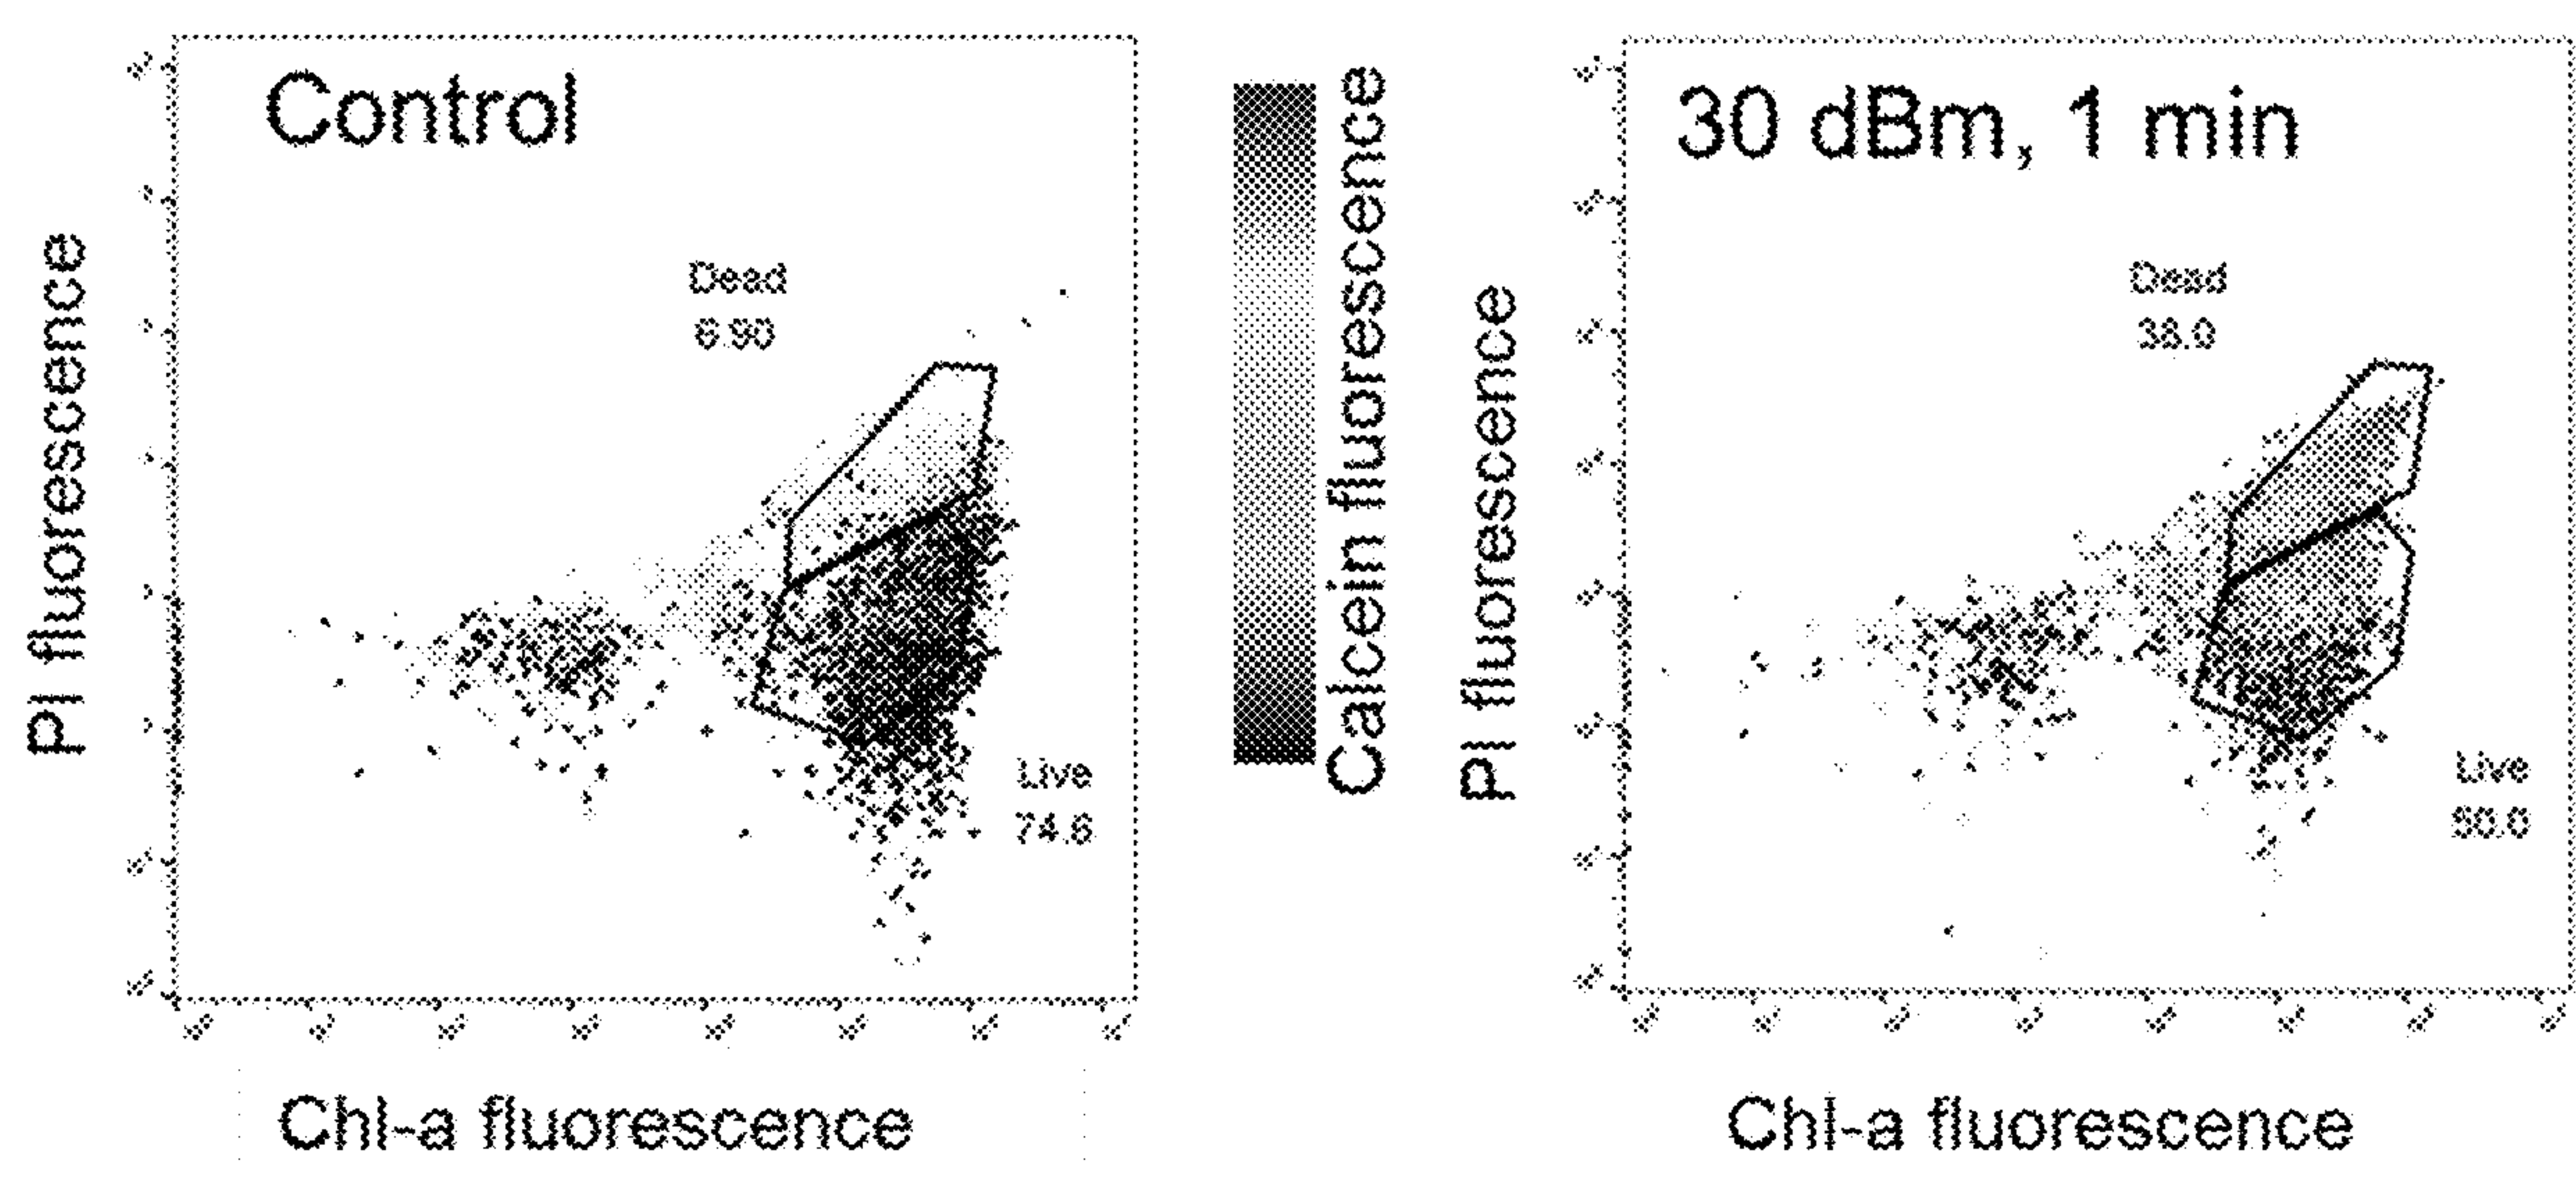 Control
PI fluorescence
Dead
6.90
Live
74.6
Chl-a fluorescence
Calcein fluorescence
30 dBm, 1 min
PI fluorescence
Dead
38.0
Live
50.0
Chl-a fluorescence